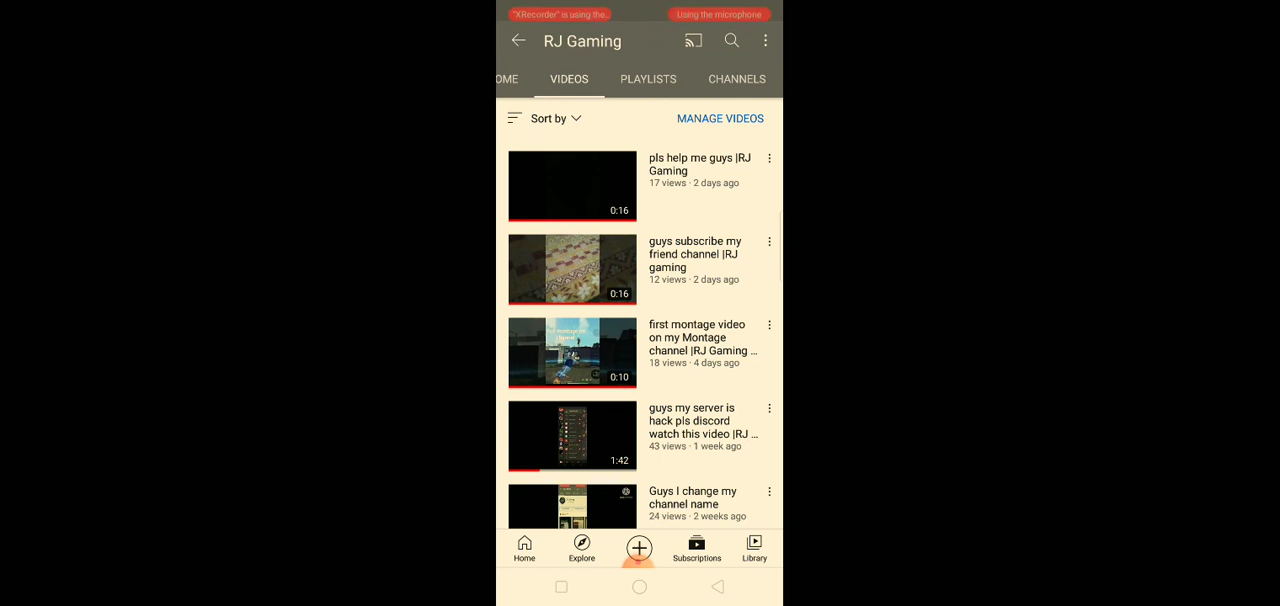 "XRecorder" is using the..
Using the microphone
RJ Gaming
OME
VIDEOS
PLAYLISTS
CHANNELS
Sort by
MANAGE VIDEOS
pls help me guys |RJ
Gaming
17 views · 2 days ago
0:16
guys subscribe my
friend channel |RJ
gaming
12 views · 2 days ago
0:16
first montage video
on my Montage
channel |RJ Gaming ...
18 views · 4 days ago
0:10
guys my server is
hack pls discord
watch this video |RJ ...
43 views · 1 week ago
1:42
Guys I change my
channel name
24 views · 2 weeks ago
Home
Explore
Subscriptions
Library